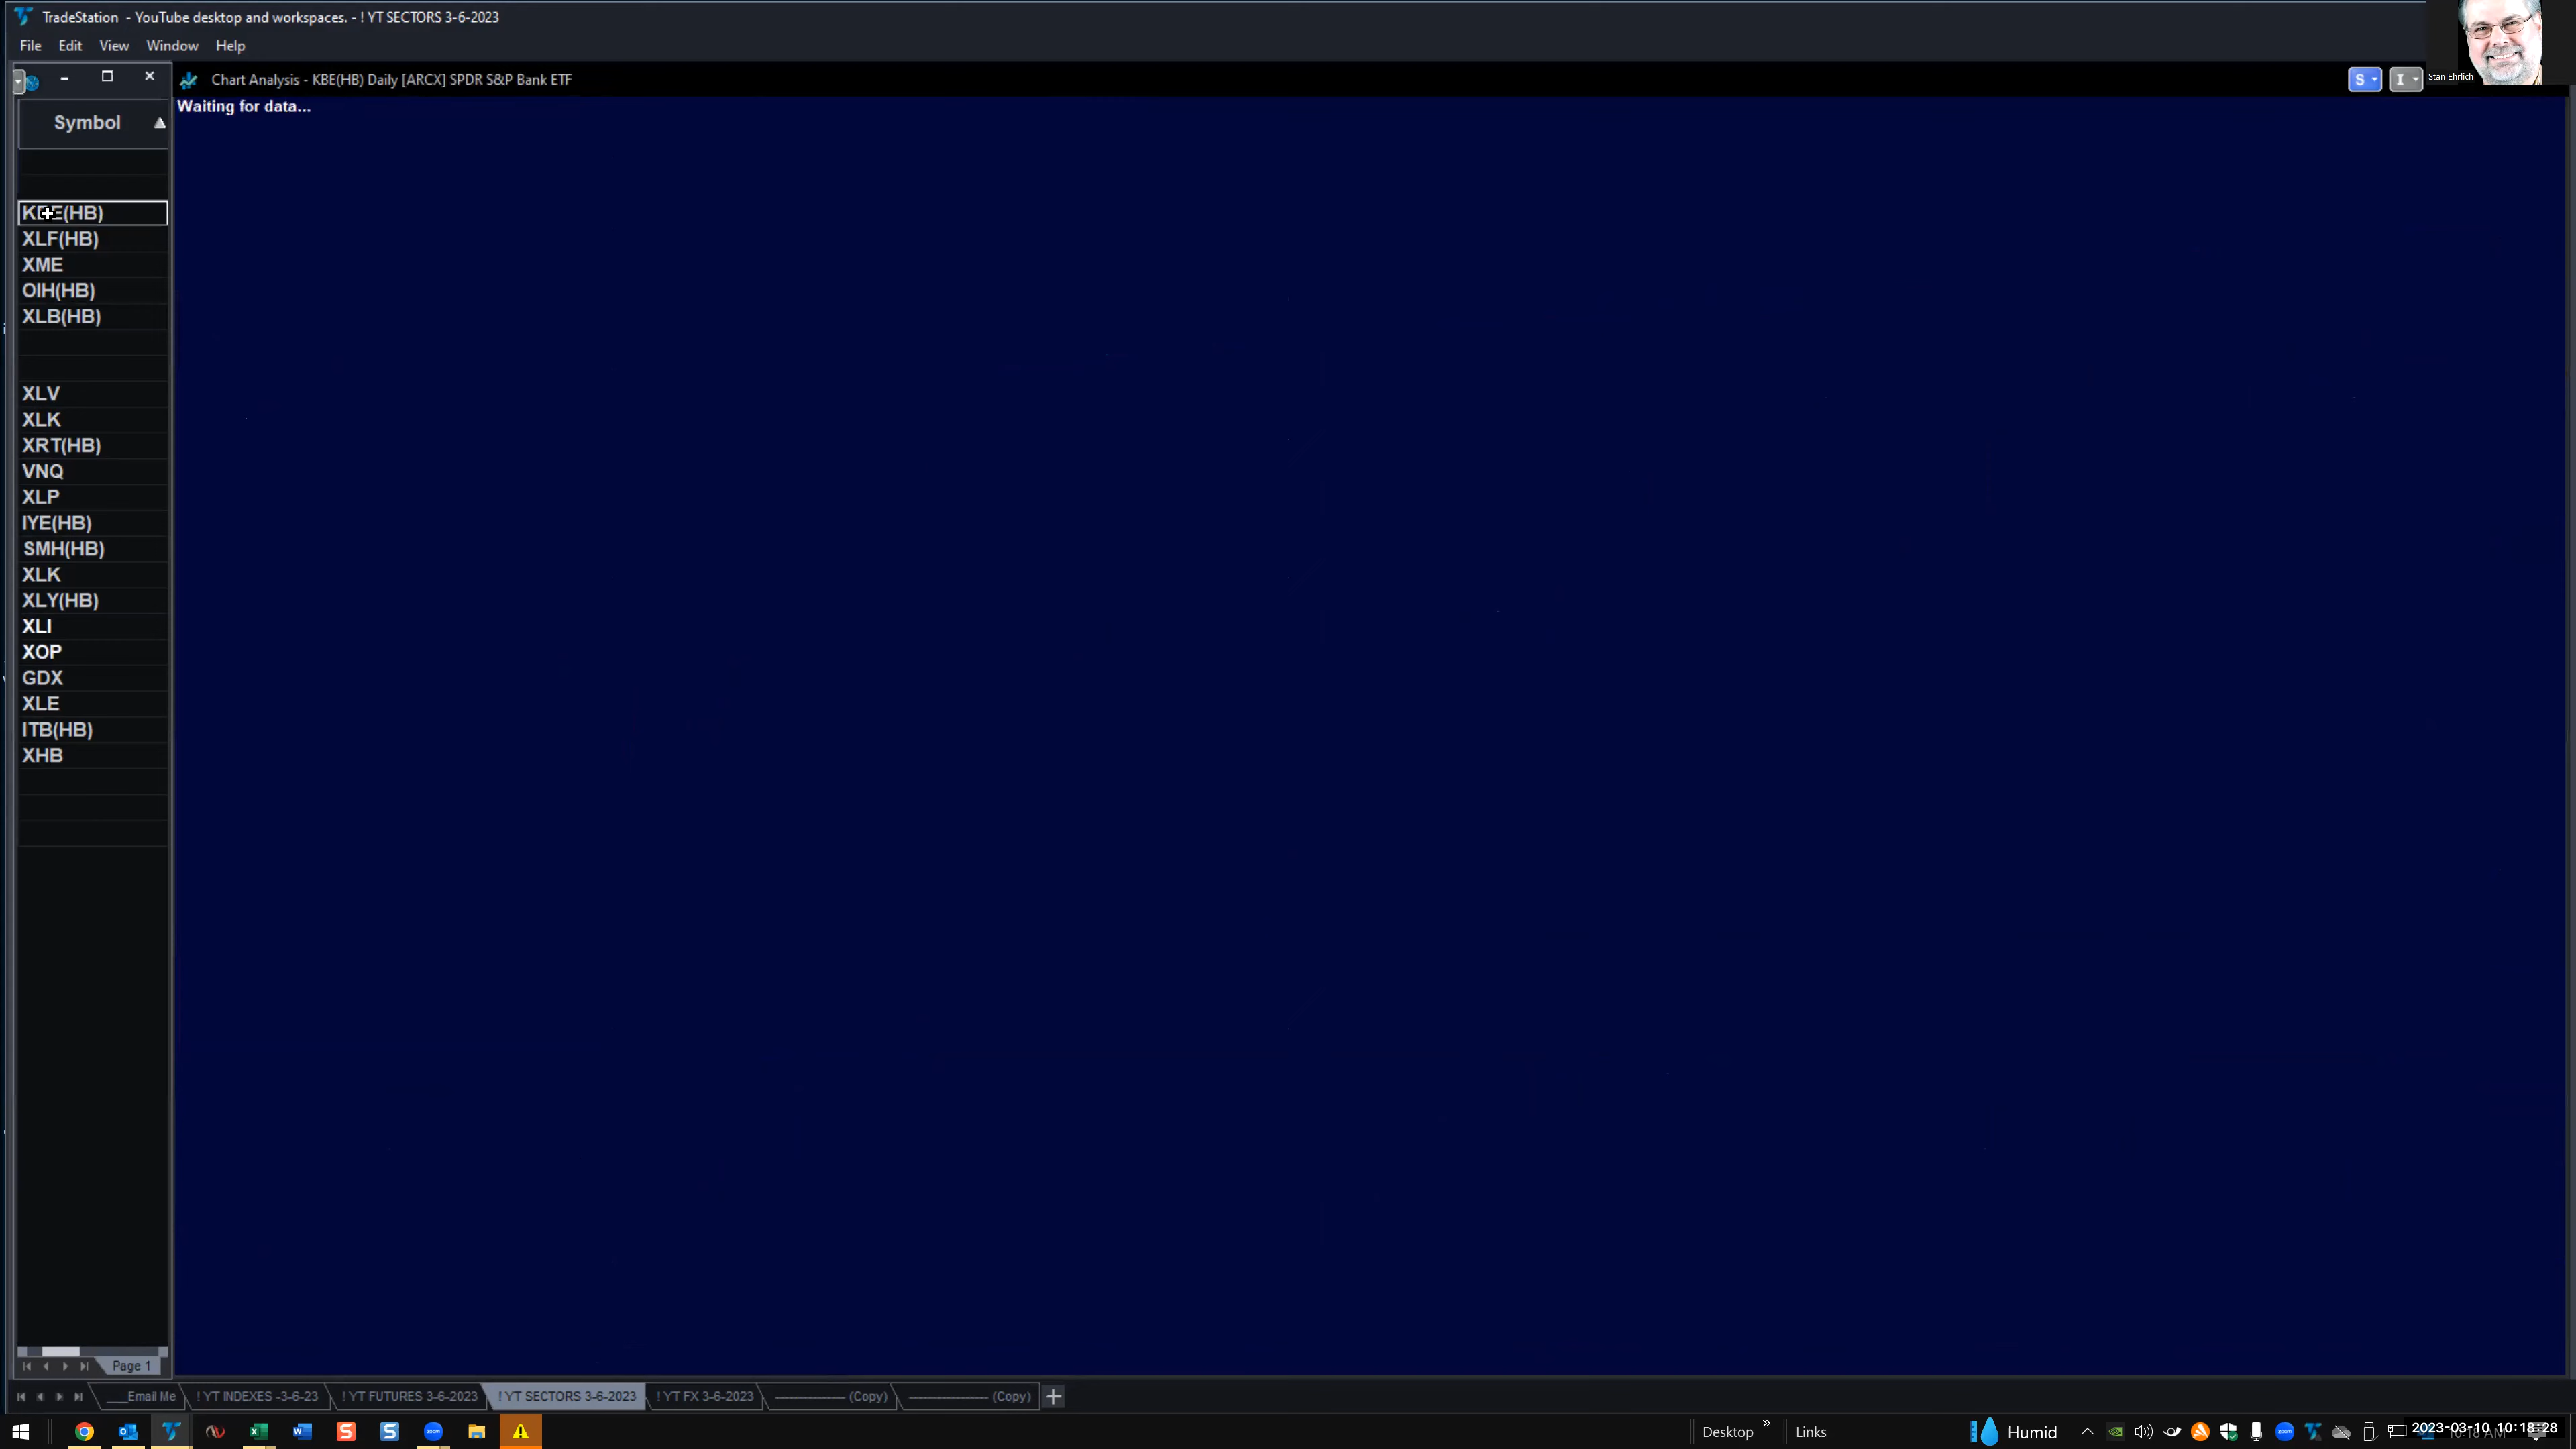 TradeStation - YouTube desktop and workspaces. - ! YT SECTORS 3-6-2023
File Edit View Window Help
Chart Analysis - KBE(HB) Daily [ARCX] SPDR S&P Bank ETF
S
I
Stan Ehrlich
Waiting for data...
Symbol
KBE(HB)
XLF(HB)
XME
OIH(HB)
XLB(HB)
XLV
XLK
XRT(HB)
VNQ
XLP
IYE(HB)
SMH(HB)
XLK
XLY(HB)
XLI
XOP
GDX
XLE
ITB(HB)
XHB
Page 1
___Email Me
! YT INDEXES -3-6-23
! YT FUTURES 3-6-2023
! YT SECTORS 3-6-2023
! YT FX 3-6-2023
---------------- (Copy)
------------------ (Copy)
Desktop
Links
Humid
2023-03-10 10:18:28